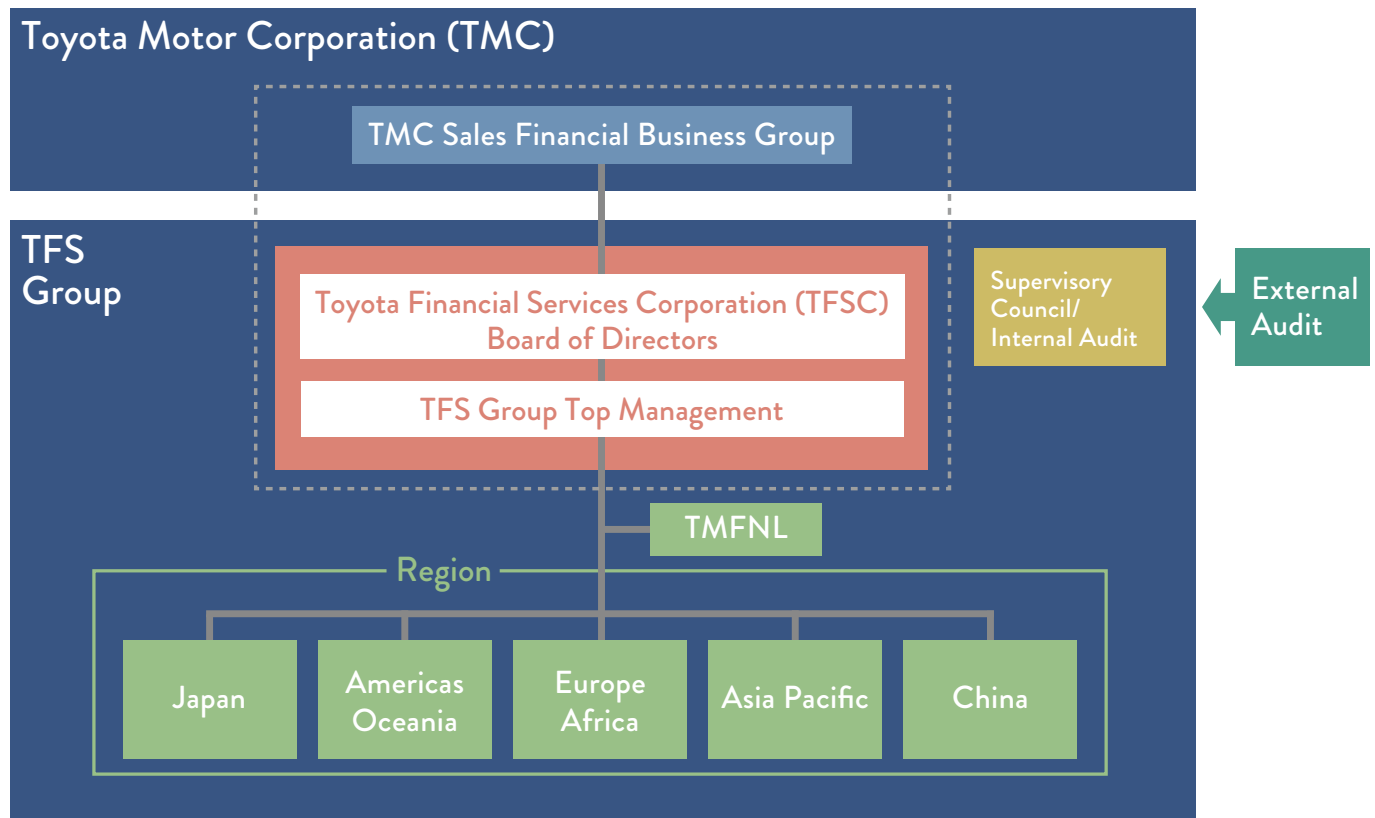 Toyota Motor Corporation (TMC)
TMC Sales Financial Business Group
TFS
Group
Toyota Financial Services Corporation (TFSC)
Board of Directors
TFS Group Top Management
Supervisory
Council/
Internal Audit
External
Audit
TMFNL
Region
Japan
Americas
Oceania
Europe
Africa
Asia Pacific
China